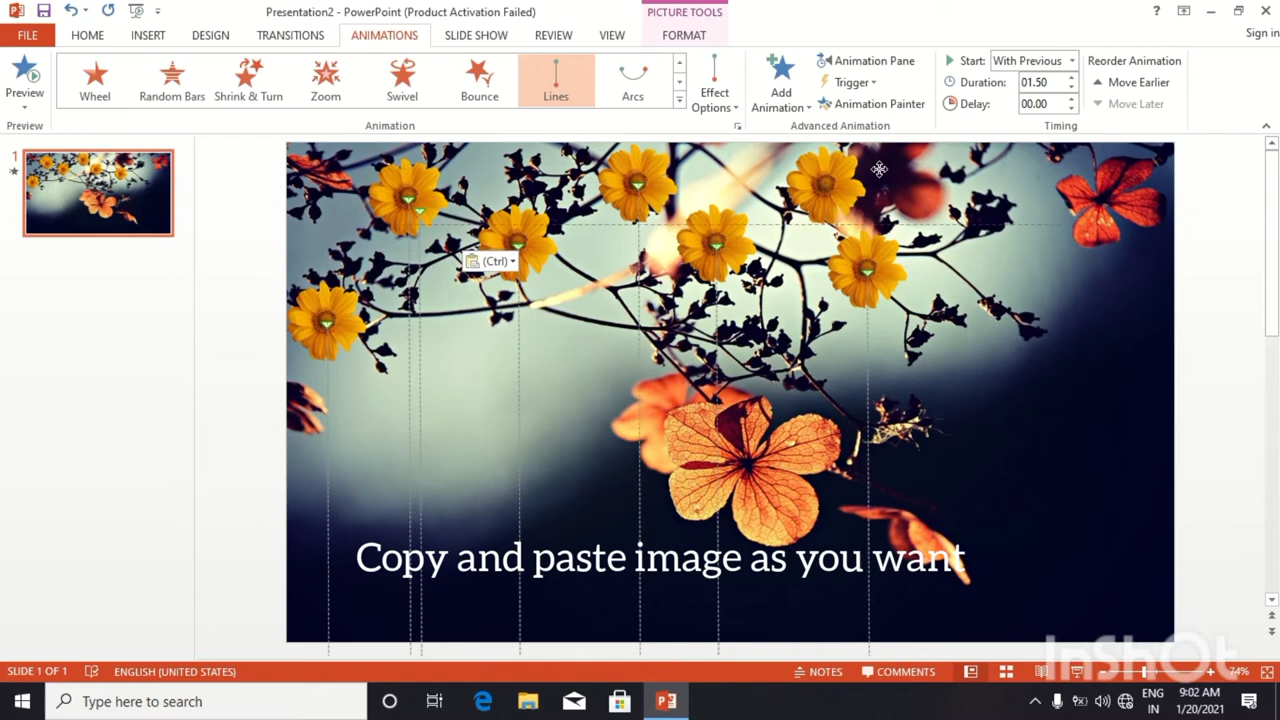 Presentation2 - PowerPoint (Product Activation Failed)
PICTURE TOOLS
?
FILE
HOME
INSERT
DESIGN
TRANSITIONS
ANIMATIONS
SLIDE SHOW
REVIEW
VIEW
FORMAT
Sign in
Preview
Wheel
Random Bars
Shrink & Turn
Zoom
Swivel
Bounce
Lines
Arcs
Effect
Options
Add
Animation
Animation Pane
Trigger
Animation Painter
Start: With Previous
Duration: 01.50
Delay: 00.00
Reorder Animation
Move Earlier
Move Later
Preview
Animation
Advanced Animation
Timing
1
(Ctrl)
Copy and paste image as you want
InShOt
SLIDE 1 OF 1
ENGLISH (UNITED STATES)
NOTES
COMMENTS
74%
Type here to search
ENG
IN
9:02 AM
1/20/2021